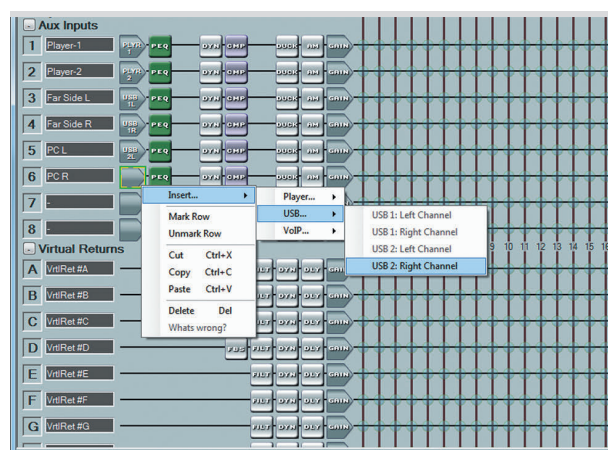 Aux Inputs
1 Player-1 PLYR 1 PEQ DYN CMP DUCK AM GAIN
2 Player-2 PLYR 2 PEQ DYN CMP DUCK AM GAIN
3 Far Side L USB 1L PEQ DYN CMP DUCK AM GAIN
4 Far Side R USB 1R PEQ DYN CMP DUCK AM GAIN
5 PC L USB 2L PEQ DYN CMP DUCK AM GAIN
6 PC R PEQ DYN CMP DUCK AM GAIN
7 -
8 -
Insert...
Mark Row
Unmark Row
Cut Ctrl+X
Copy Ctrl+C
Paste Ctrl+V
Delete Del
Whats wrong?
Player...
USB...
VoIP...
USB 1: Left Channel
USB 1: Right Channel
USB 2: Left Channel
USB 2: Right Channel
9 10 11 12 13 14 15 16
Virtual Returns
A VrtlRet #A FILT DYN DLY GAIN
B VrtlRet #B FILT DYN DLY GAIN
C VrtlRet #C FILT DYN DLY GAIN
D VrtlRet #D FBS FILT DYN DLY GAIN
E VrtlRet #E FILT DYN DLY GAIN
F VrtlRet #F FILT DYN DLY GAIN
G VrtlRet #G FILT DYN DLY GAIN